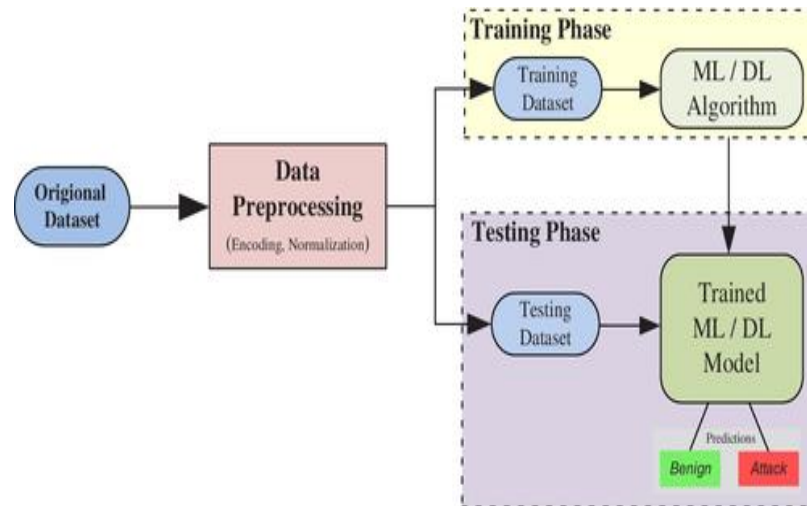 Origional
Dataset
Data
Preprocessing
(Encoding, Normalization)
Training Phase
Training
Dataset
ML / DL
Algorithm
Testing Phase
Testing
Dataset
Trained
ML / DL
Model
Predictions
Benign
Attack